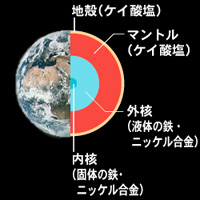 地殻(ケイ酸塩)
マントル
(ケイ酸塩)
外核
(液体の鉄・
ニッケル合金)
内核
(固体の鉄・
ニッケル合金)